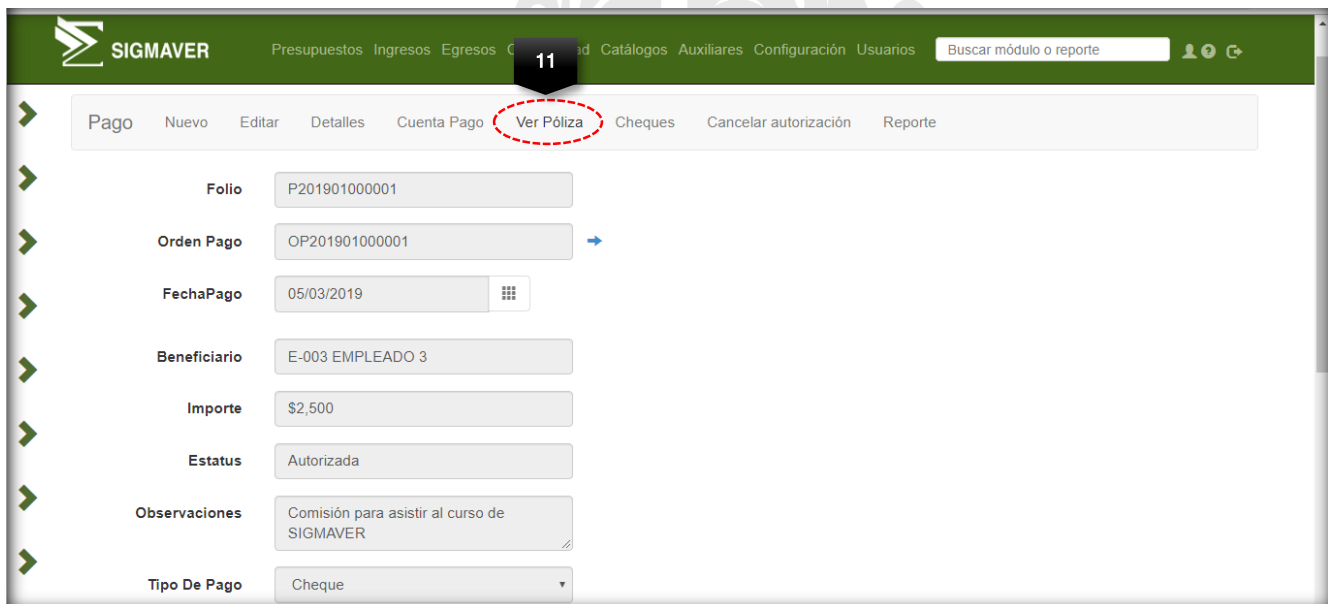 SIGMAVER Presupuestos Ingresos Egresos Catálogos Auxiliares Configuración Usuarios Buscar módulo o reporte
11
Pago Nuevo Editar Detalles Cuenta Pago Ver Póliza Cheques Cancelar autorización Reporte
Folio P201901000001
Orden Pago OP201901000001
FechaPago 05/03/2019
Beneficiario E-003 EMPLEADO 3
Importe $2,500
Estatus Autorizada
Observaciones Comisión para asistir al curso de
SIGMAVER
Tipo De Pago Cheque